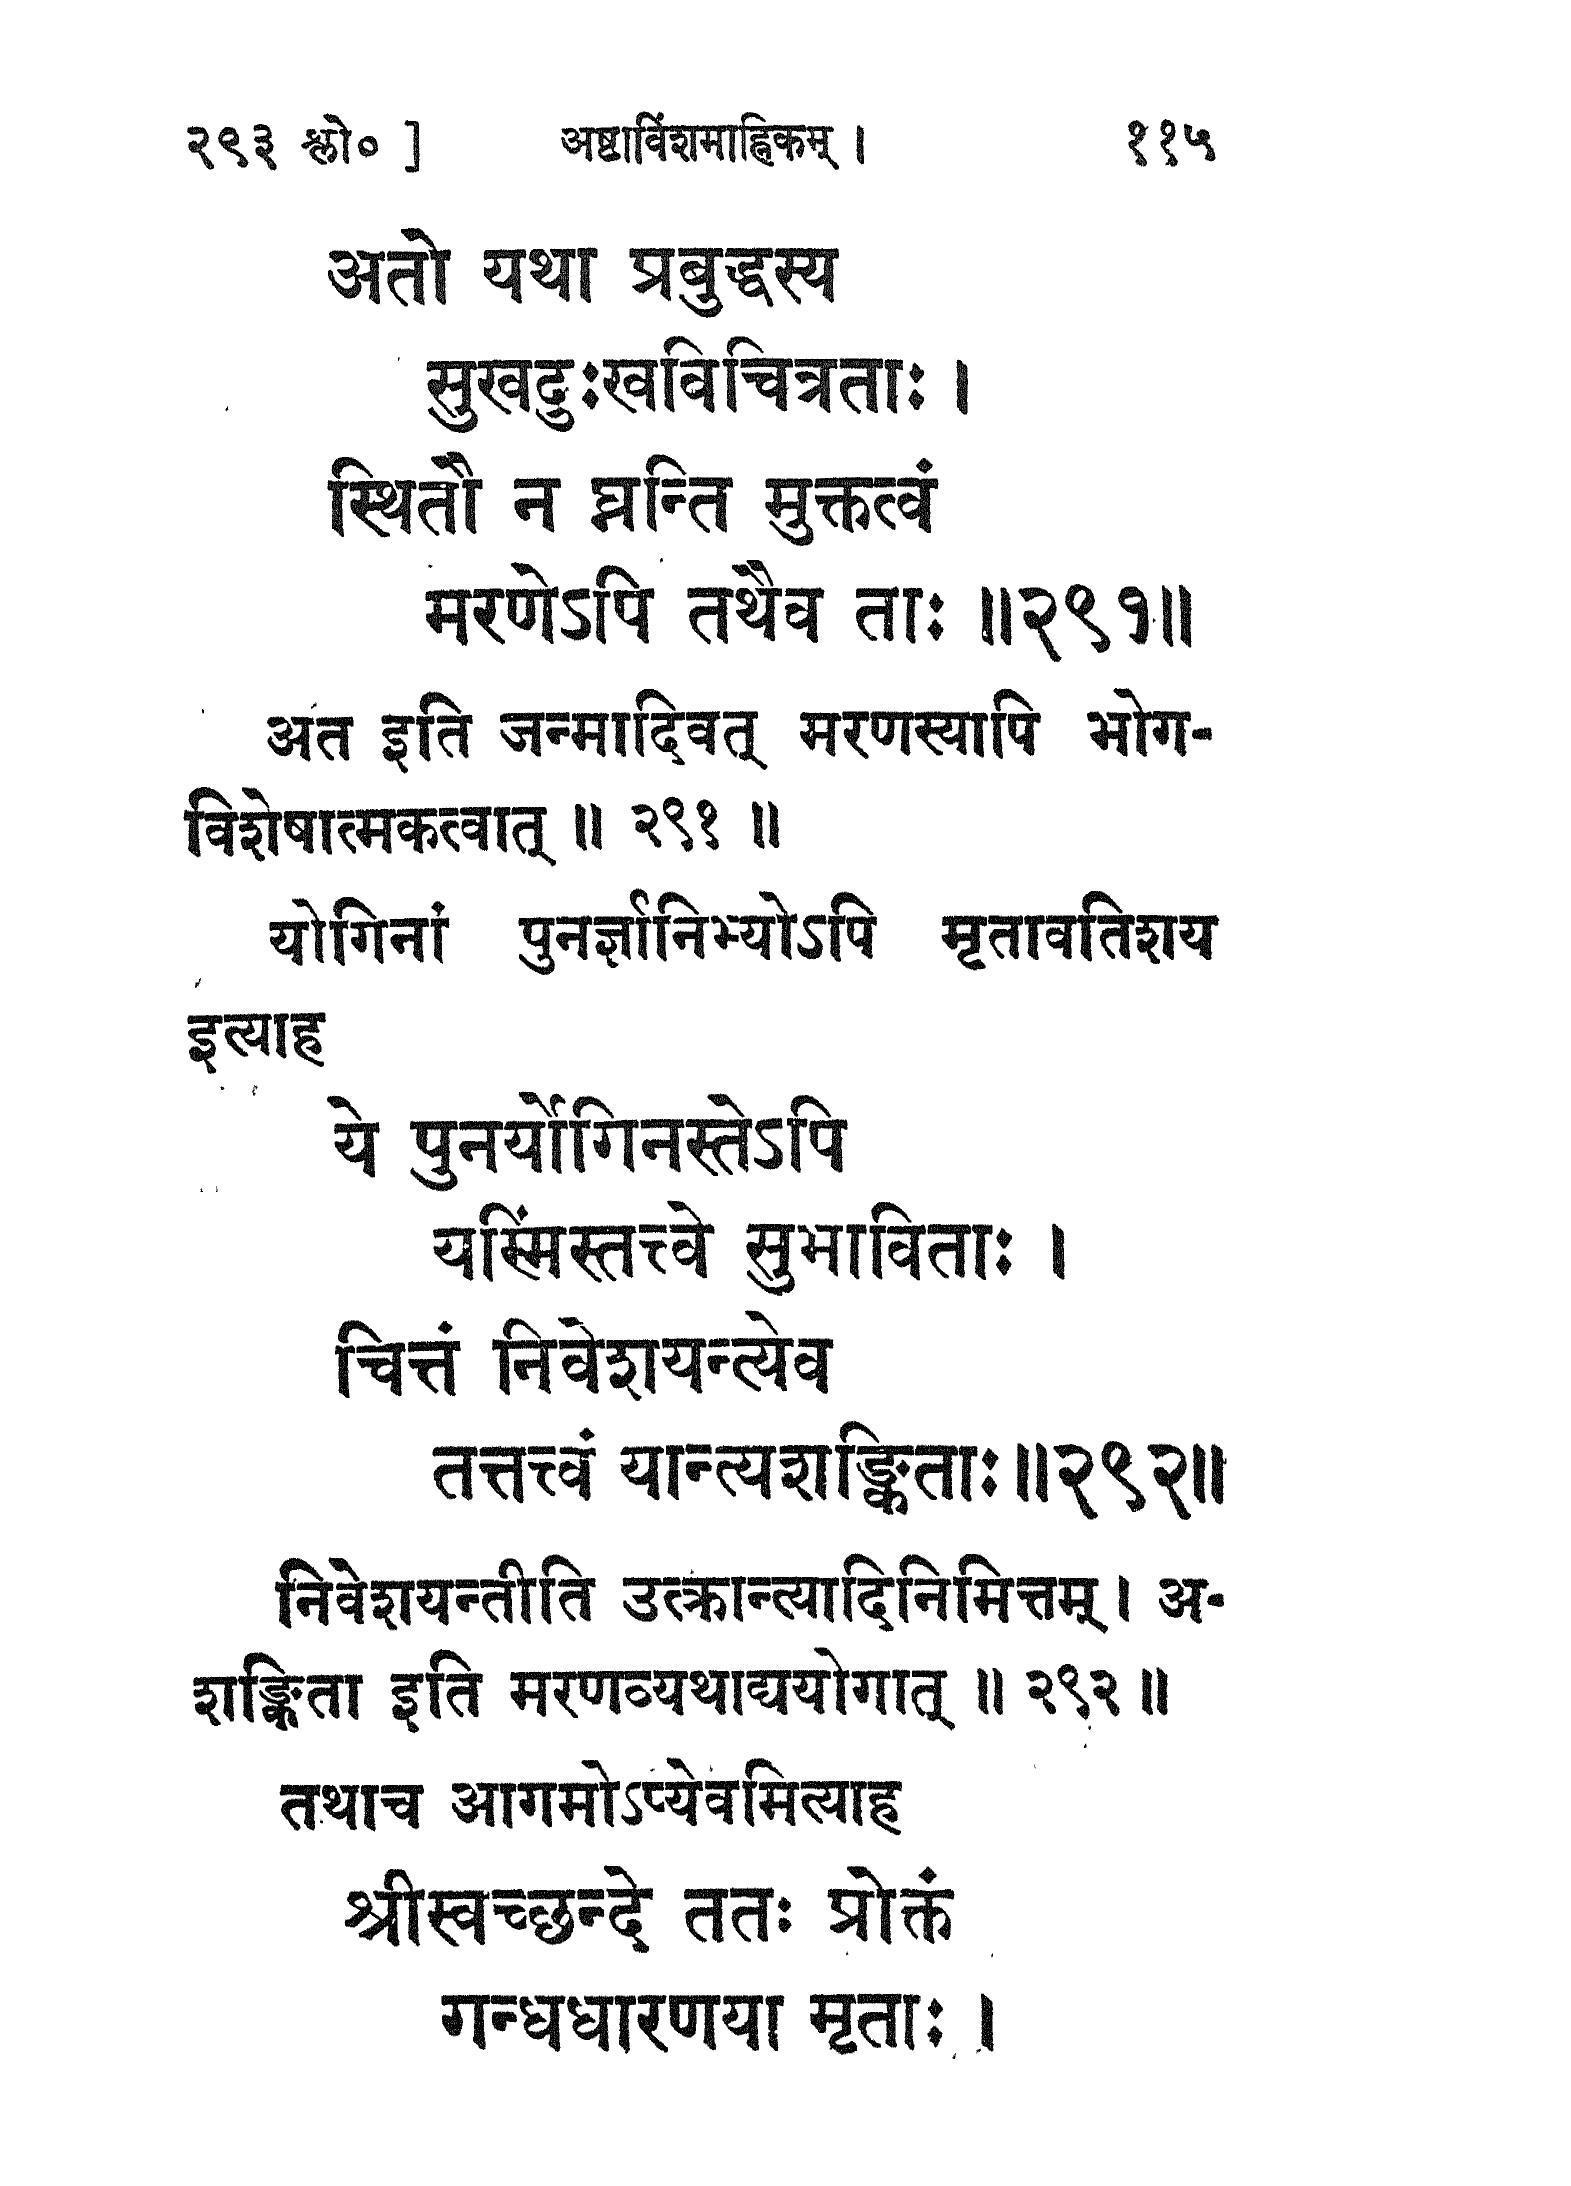 २९३ श्लो० ] अष्टाविंशमाह्निकम् । ११५
अतो यथा प्रबुद्धस्य
सुखदुःखविचित्रताः ।
स्थितौ न घ्नन्ति मुक्तत्वं
मरणेऽपि तथैव ताः ॥२९१॥
अत इति जन्मादिवत् मरणस्यापि भोग-
विशेषात्मकत्वात् ॥ २९१ ॥
योगिनां पुनर्ज्ञानिभ्योऽपि मृतावतिशय
इत्याह
ये पुनर्योगिनस्तेऽपि
यस्मिंस्तत्त्वे सुभाविताः ।
चित्तं निवेशयन्त्येव
तत्तत्त्वं यान्त्यशङ्किताः॥२९२॥
निवेशयन्तीति उत्क्रान्त्यादिनिमित्तम् । अ-
शङ्किता इति मरणव्यथाद्ययोगात् ॥ २९२ ॥
तथाच आगमोऽप्येवमित्याह
श्रीस्वच्छन्दे ततः प्रोक्तं
गन्धधारणया मृताः ।